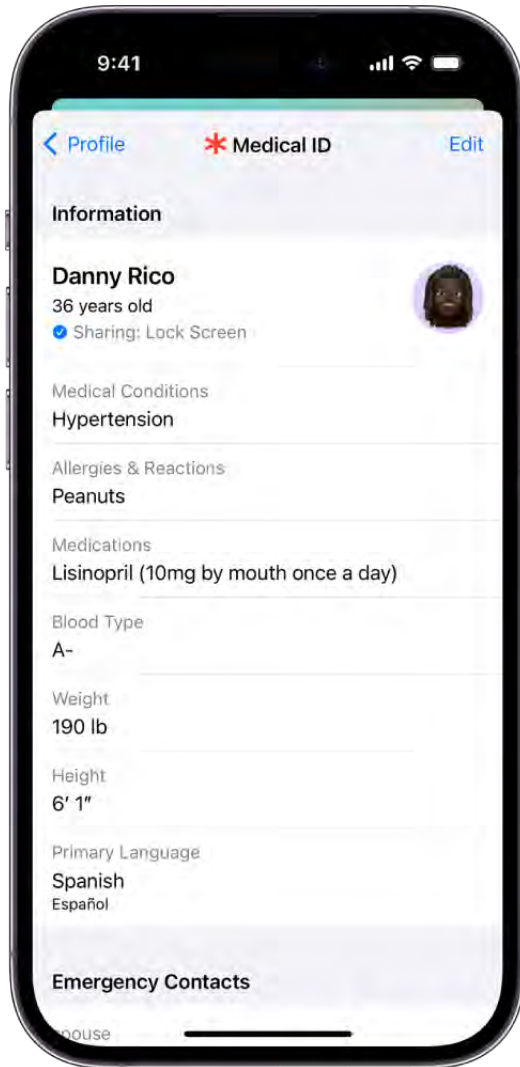 9:41
Profile
Medical ID
Edit
Information
Danny Rico
36 years old
Sharing: Lock Screen
Medical Conditions
Hypertension
Allergies & Reactions
Peanuts
Medications
Lisinopril (10mg by mouth once a day)
Blood Type
A-
Weight
190 lb
Height
6′ 1″
Primary Language
Spanish
Español
Emergency Contacts
spouse